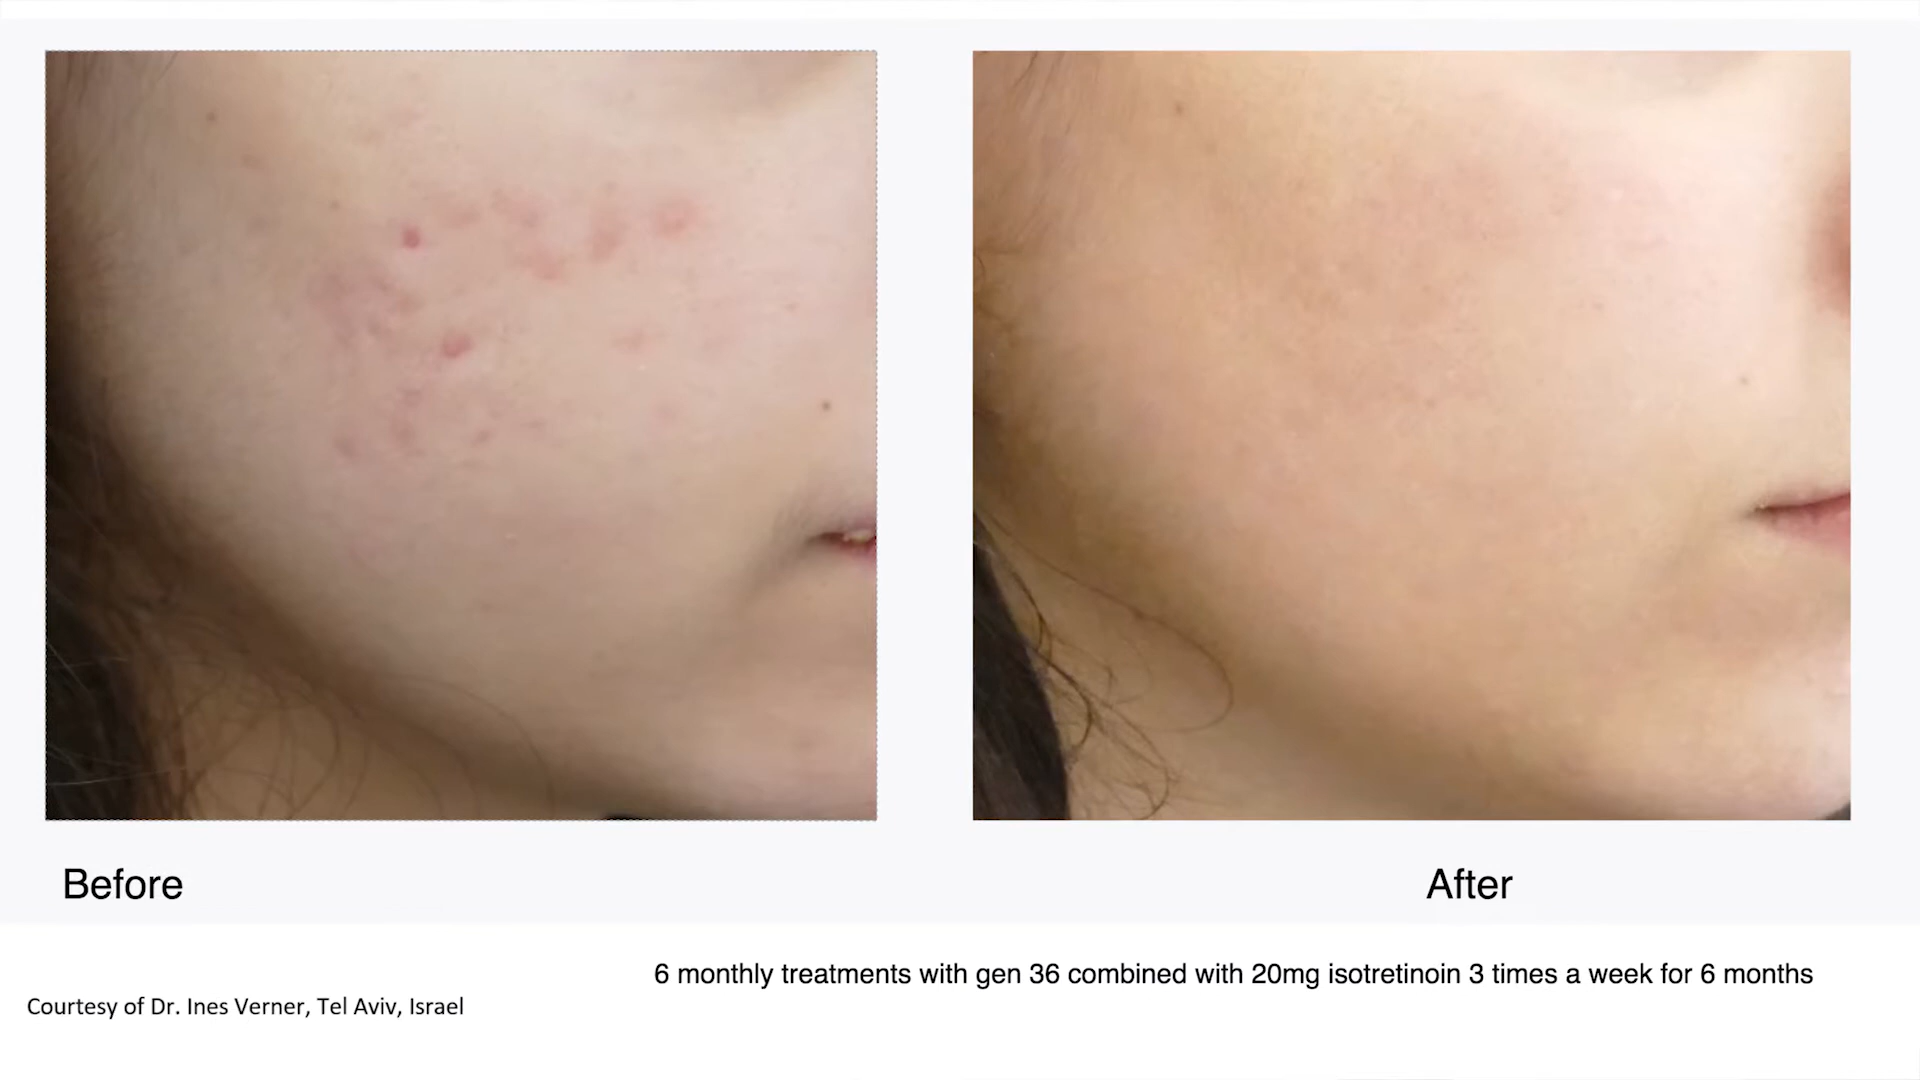 Before
After
6 monthly treatments with gen 36 combined with 20mg isotretinoin 3 times a week for 6 months
Courtesy of Dr. Ines Verner, Tel Aviv, Israel